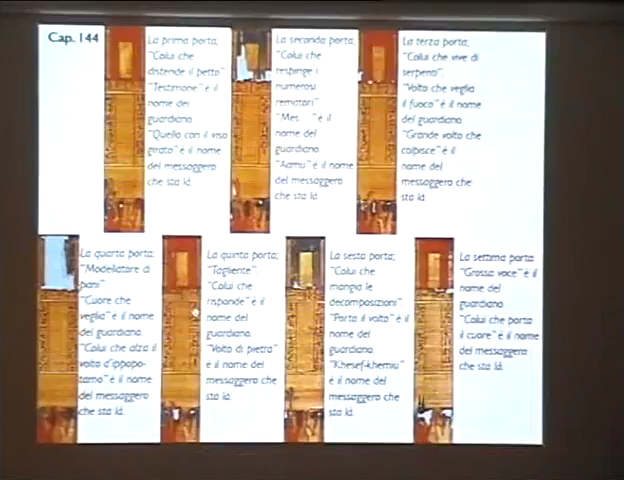 Cap. 144
La prima porta;
"Colui che
distende il petto"
"Testimone" è il
nome del
guardiano
"Quello con il viso
girato" è il nome
del messaggero
che sta là.
La seconda porta;
"Colui che
respinge i
numerosi
rematori"
"Mes è il
nome del
guardiano.
"Aamu" è il nome
del messaggero
che sta là.
La terza porta;
"Colui che vive di
serpenti".
"Volto che veglia
il fuoco" è il nome
del guardiano
"Grande volto che
colpisce" è il
nome del
messaggero che
sta là.
La quarta porta;
"Modellatore di
pani"
"Cuore che
veglia" è il nome
del guardiano.
"Colui che alza il
volto d'ippopo-
tamo" è il nome
del messaggero
che sta là.
La quinta porta;
"Tagliente"
"Colui che
risponde" è il
nome del
guardiano.
"Volto di pietra"
è il nome del
messaggero che
sta là.
La sesta porta;
"Colui che
mangia le
decomposizioni"
"Porta il volto" è il
nome del
guardiano.
"Khesef-khemiu"
è il nome del
messaggero che
sta là.
La settima porta:
"Grossa voce" è il
nome del
guardiano
"Colui che porta
il cuore" è il nome
del messaggero
che sta là.